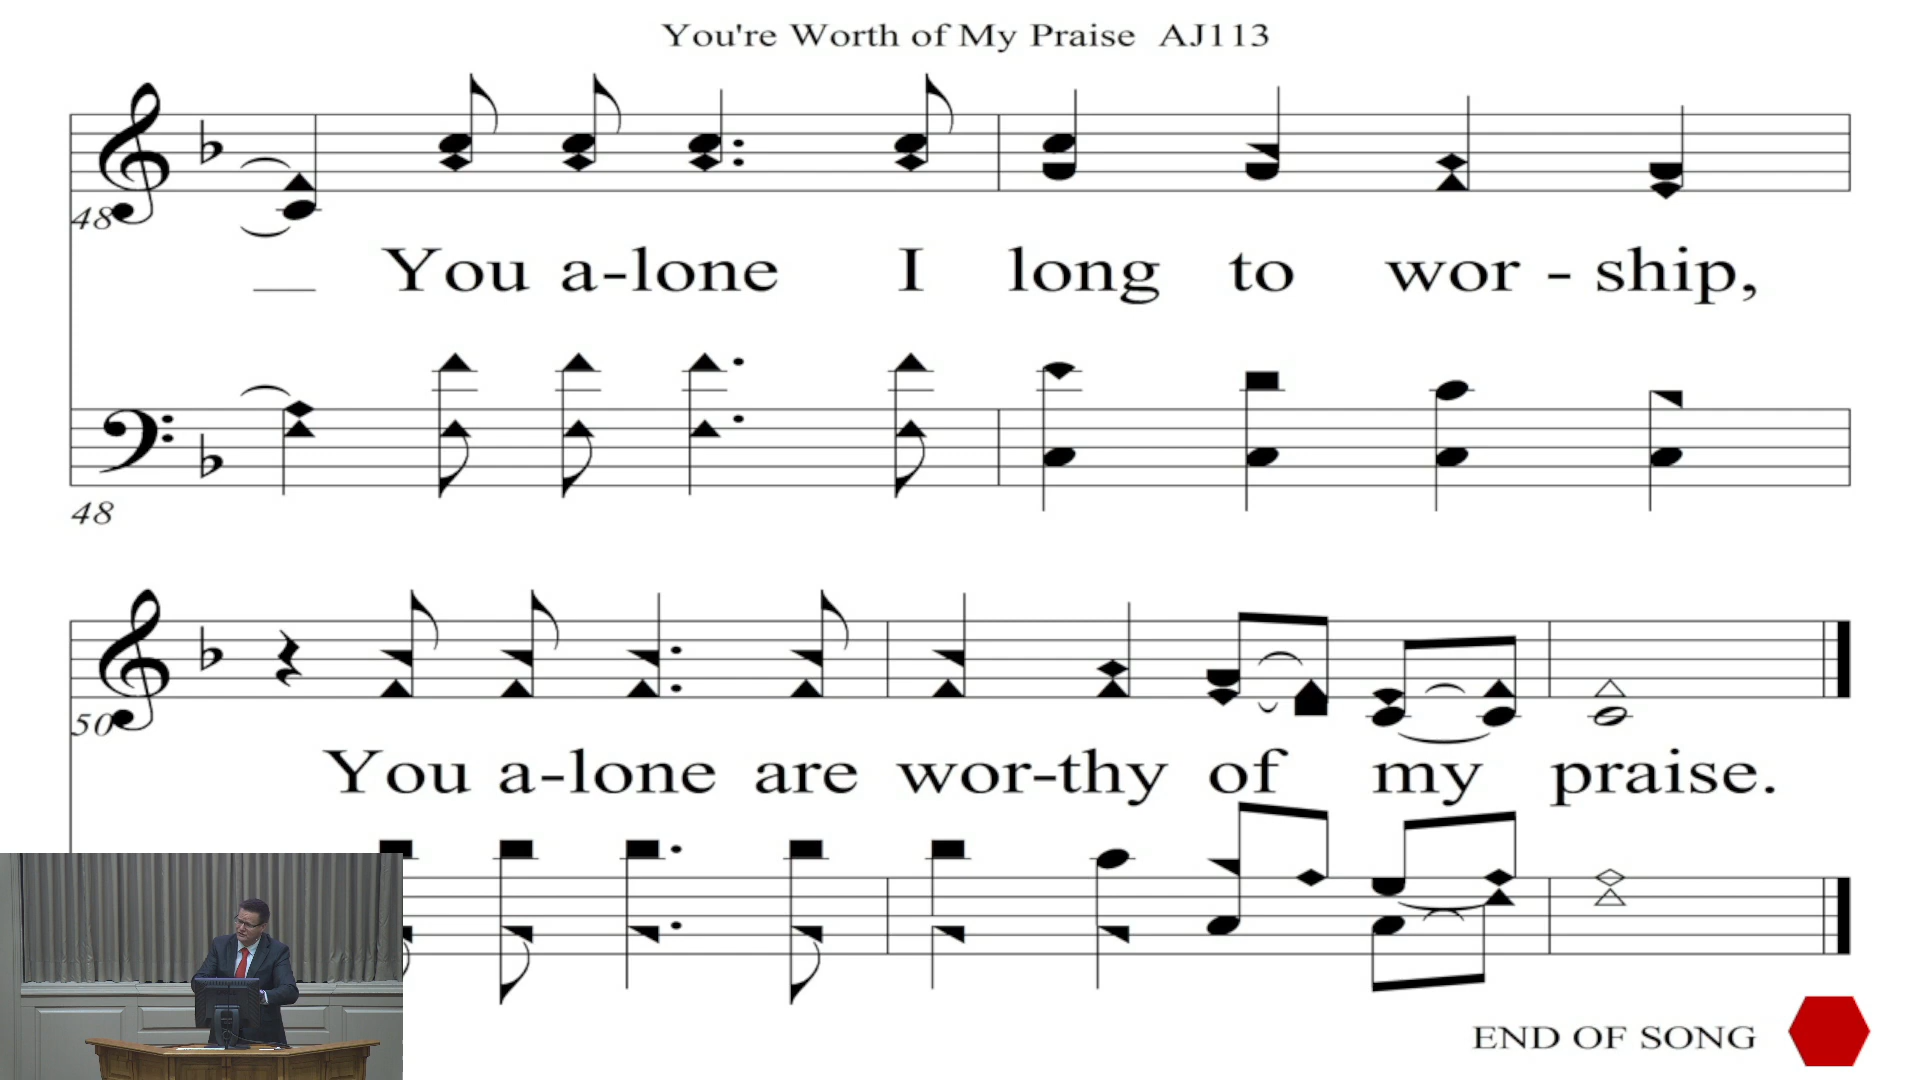 You're Worth of My Praise AJ113
48
You a-lone I long to wor - ship,
48
50
You a-lone are wor-thy of my praise.
END OF SONG